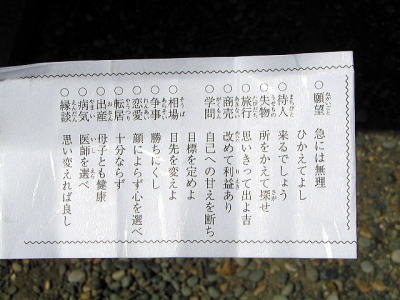 ○願望 急には無理
ひかえてよし
○待人 来るでしょう
○失物 所をかえて探せ
○旅行 思いきって出よ吉
○商売 改めて利益あり
○学問 自己への甘えを断ち
目標を定めよ
○相場 目先を変えよ
○争事 勝ちにくし
○恋愛 顔によらず心を選べ
○転居 十分ならず
○出産 母子とも健康
○病気 医師を選べ
○縁談 思い変えれば良し